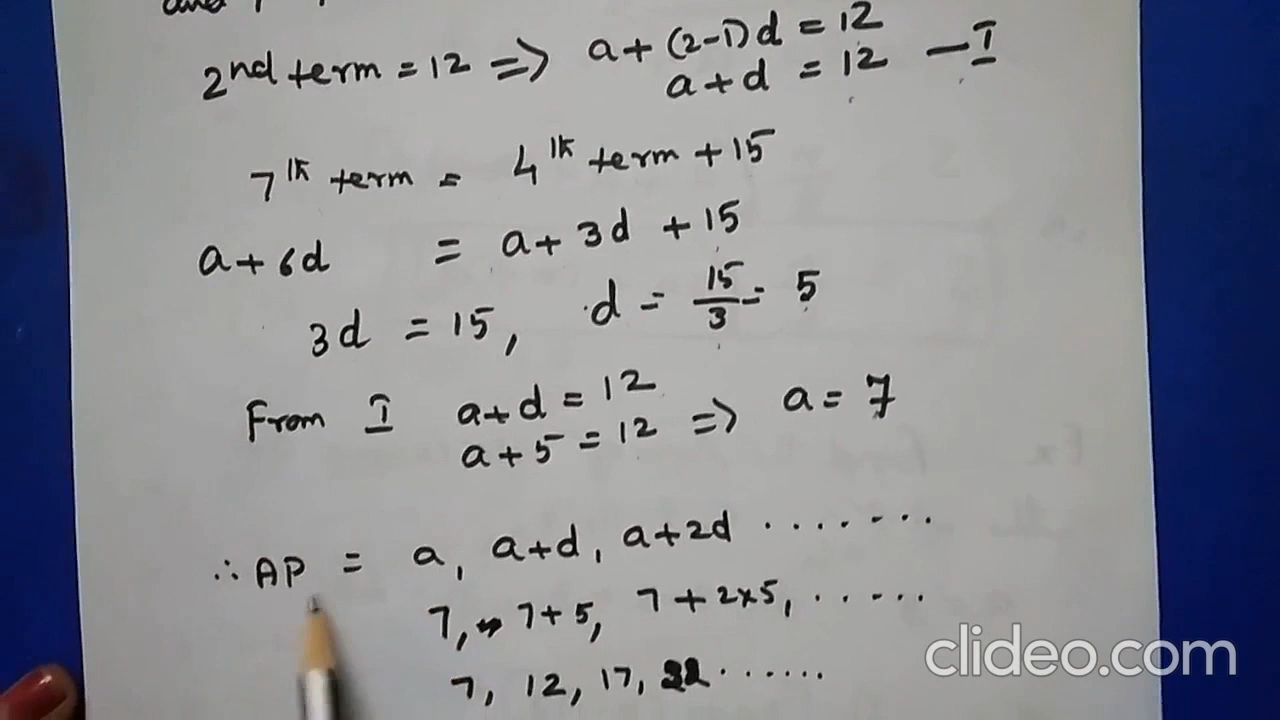 2nd term = 12 => a + (2-1)d = 12
a + d = 12 — I
7th term = 4th term + 15
a + 6d = a + 3d + 15
3d = 15, d = 15/3 = 5
From I a + d = 12
a + 5 = 12 => a = 7
∴ AP = a, a+d, a+2d .......
7, 7+5, 7+2×5, ......
7, 12, 17, 22 ......
clideo.com